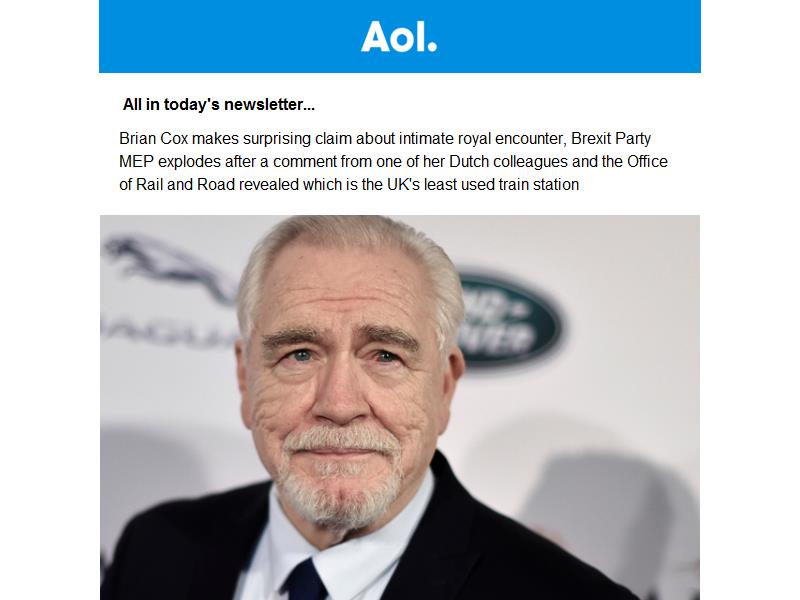 Aol.
All in today's newsletter...
Brian Cox makes surprising claim about intimate royal encounter, Brexit Party
MEP explodes after a comment from one of her Dutch colleagues and the Office
of Rail and Road revealed which is the UK's least used train station
JAGUAR
LAND-
ROVER